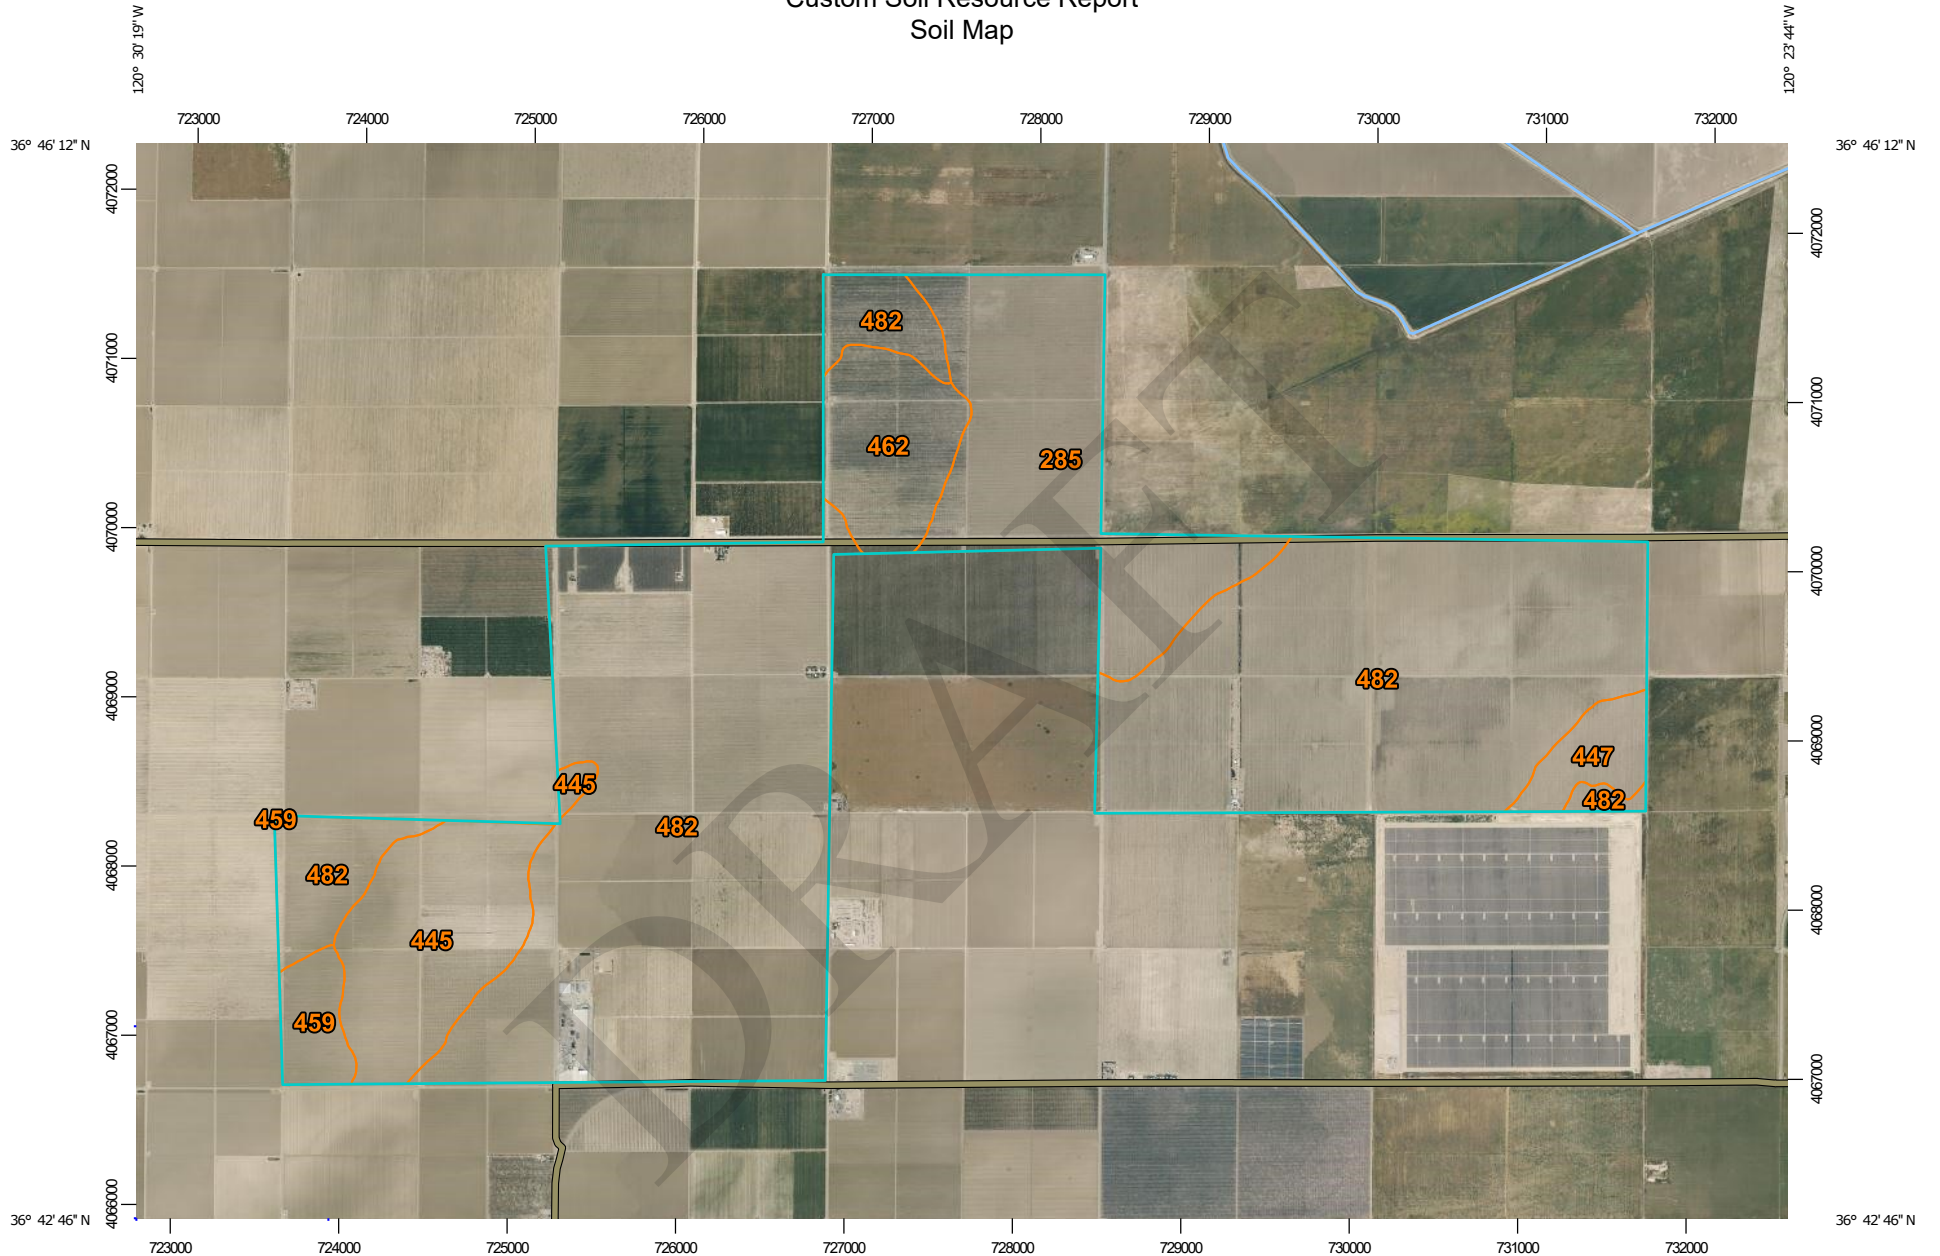 Custom Soil Resource Report
Soil Map
120° 30' 19" W
120° 23' 44" W
723000 724000 725000 726000 727000 728000 729000 730000 731000 732000
36° 46' 12" N
36° 46' 12" N
4072000
4072000
482
4071000
4071000
462
285
4070000
4070000
482
4069000
4069000
447
445
482
459
482
4068000
482
4068000
445
459
4067000
4067000
4066000
36° 42' 46" N
36° 42' 46" N
723000 724000 725000 726000 727000 728000 729000 730000 731000 732000
DRAFT